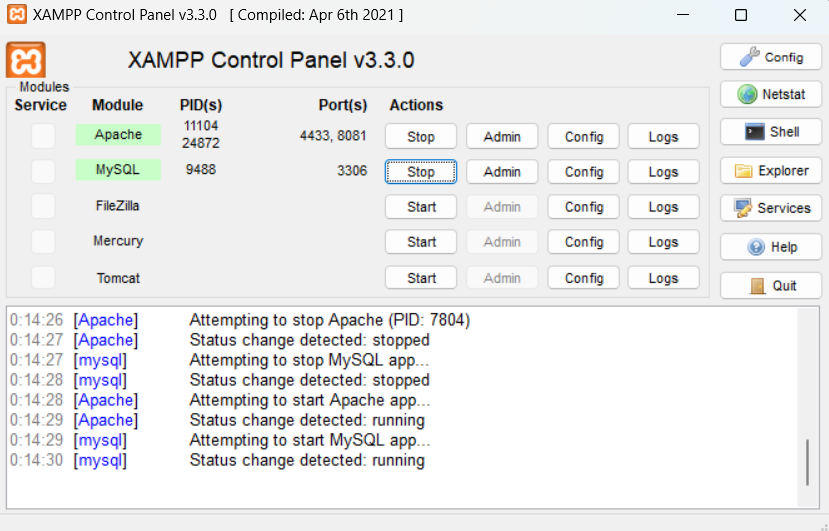 XAMPP Control Panel v3.3.0 [ Compiled: Apr 6th 2021 ]
XAMPP Control Panel v3.3.0
Config
Modules
Service Module PID(s) Port(s) Actions
Netstat
Apache 11104 24872 4433, 8081 Stop Admin Config Logs
Shell
MySQL 9488 3306 Stop Admin Config Logs
Explorer
FileZilla Start Admin Config Logs
Services
Mercury Start Admin Config Logs
Help
Tomcat Start Admin Config Logs
Quit
0:14:26 [Apache] Attempting to stop Apache (PID: 7804)
0:14:27 [Apache] Status change detected: stopped
0:14:27 [mysql] Attempting to stop MySQL app...
0:14:28 [mysql] Status change detected: stopped
0:14:28 [Apache] Attempting to start Apache app...
0:14:29 [Apache] Status change detected: running
0:14:29 [mysql] Attempting to start MySQL app...
0:14:30 [mysql] Status change detected: running